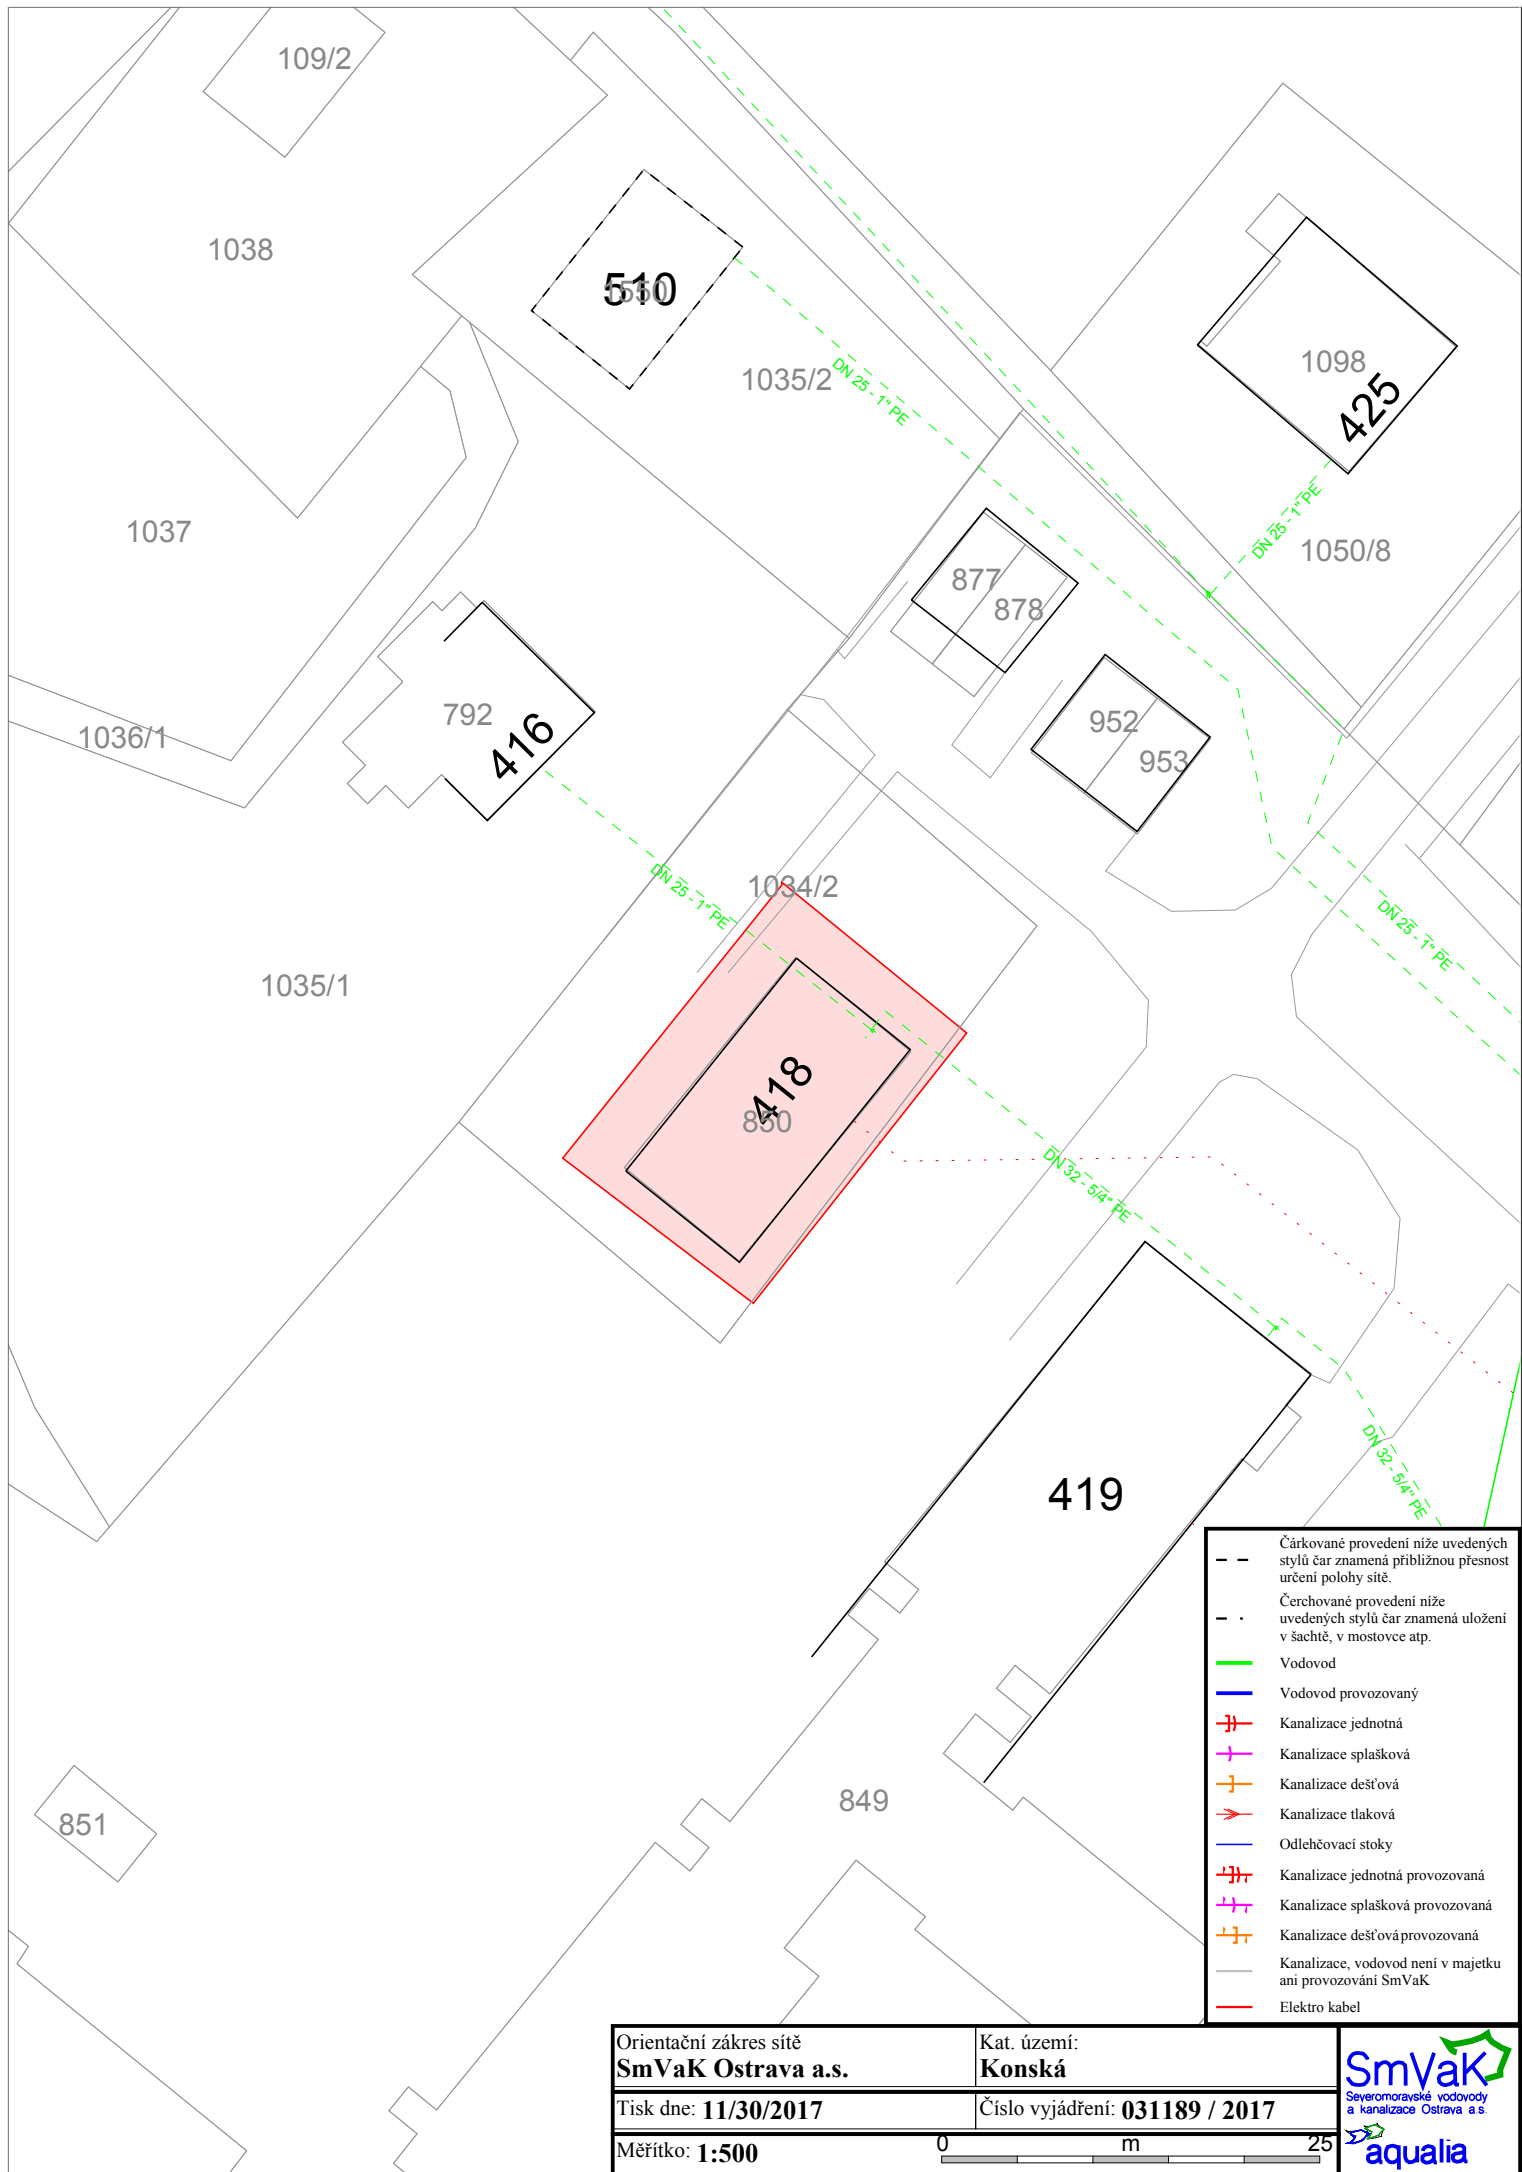 109/2
1038
510
1550
1035/2
1098
425
DN 25 - 1" PE
DN 25 - 1" PE
1037
1050/8
877
878
792
416
952
953
1036/1
DN 25 - 1" PE
1034/2
DN 25 - 1" PE
1035/1
418
850
DN 32 - 5/4" PE
DN 32 - 5/4" PE
419
849
851
Čárkované provedení níže uvedených
stylů čar znamená přibližnou přesnost
určení polohy sítě.
Čerchované provedení níže
uvedených stylů čar znamená uložení
v šachtě, v mostovce atp.
Vodovod
Vodovod provozovaný
Kanalizace jednotná
Kanalizace splašková
Kanalizace dešťová
Kanalizace tlaková
Odlehčovací stoky
Kanalizace jednotná provozovaná
Kanalizace splašková provozovaná
Kanalizace dešťová provozovaná
Kanalizace, vodovod není v majetku
ani provozování SmVaK
Elektro kabel
Orientační zákres sítě
SmVaK Ostrava a.s.
Kat. území:
Konská
Tisk dne: 11/30/2017
Číslo vyjádření: 031189 / 2017
Měřítko: 1:500
0 m 25
SmVaK
Severomoravské vodovody
a kanalizace Ostrava a.s.
aqualia